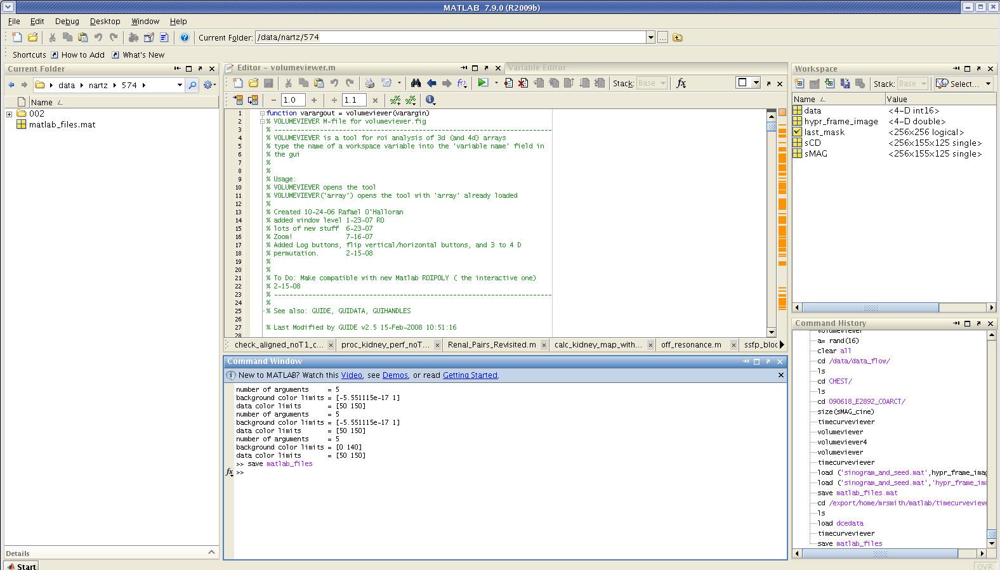 MATLAB 7.9.0 (R2009b)
File Edit Debug Desktop Window Help
Current Folder: /data/nartz/574
Shortcuts How to Add What's New
Current Folder
data nartz 574
Name
002
matlab_files.mat
Details
Start
Editor - volumeviewer.m
Variable Editor
Stack: Base
fx
- 1.0 + ÷ 1.1 ×
1 function varargout = volumeviewer(varargin)
2 % VOLUMEVIEWER M-file for volumeviewer.fig
3 % -------------------------------------------------------------------------
4 % VOLUMEVIEWER is a tool for roi analysis of 3d (and 4d) arrays
5 % type the name of a workspace variable into the 'variable name' field in
6 % the gui
7 %
8 %
9 % Usage:
10 % VOLUMEVIEWER opens the tool
11 % VOLUMEVIEWER('array') opens the tool with 'array' already loaded
12 %
13 % Created 10-24-06 Rafael O'Halloran
14 % added window level 1-23-07 RO
15 % lots of new stuff 6-23-07
16 % Zoom! 7-16-07
17 % Added Log buttons, flip vertical/horizontal buttons, and 3 to 4 D
18 % permutation. 2-15-08
19 %
20 %
21 % To Do: Make compatible with new Matlab ROIPOLY ( the interactive one)
22 % 2-15-08
23 % -------------------------------------------------------------------------
24 %
25 % See also: GUIDE, GUIDATA, GUIHANDLES
26
27 % Last Modified by GUIDE v2.5 15-Feb-2008 10:51:16
28
check_aligned_noT1_c... proc_kidney_perf_noT... Renal_Pairs_Revisited.m calc_kidney_map_with... off_resonance.m ssfp_bloc
Command Window
New to MATLAB? Watch this Video, see Demos, or read Getting Started.
number of arguments = 5
background color limits = [-5.551115e-17 1]
data color limits = [50 150]
number of arguments = 5
background color limits = [-5.551115e-17 1]
data color limits = [50 150]
number of arguments = 5
background color limits = [0 140]
data color limits = [50 150]
>> save matlab_files
fx >>
Workspace
Stack: Base Select...
Name Value
data <4-D int16>
hypr_frame_image <4-D double>
last_mask <256x256 logical>
sCD <256x155x125 single>
sMAG <256x155x125 single>
Command History
volumeviewer
a= rand(16)
clear all
cd /data/data_flow/
ls
cd CHEST/
ls
cd 090618_E2892_COARCT/
size(sMAG_cine)
timecurveviewer
volumeviewer
volumeviewer4
volumeviewer
timecurveviewer
load ('sinogram_and_seed.mat',hypr_frame_imag
load ('sinogram_and_seed.mat','hypr_frame_ima
save matlab_files.mat
cd /export/home/mrsmith/matlab/timecurveviewe
ls
load dcedata
timecurveviewer
save matlab_files
OVR